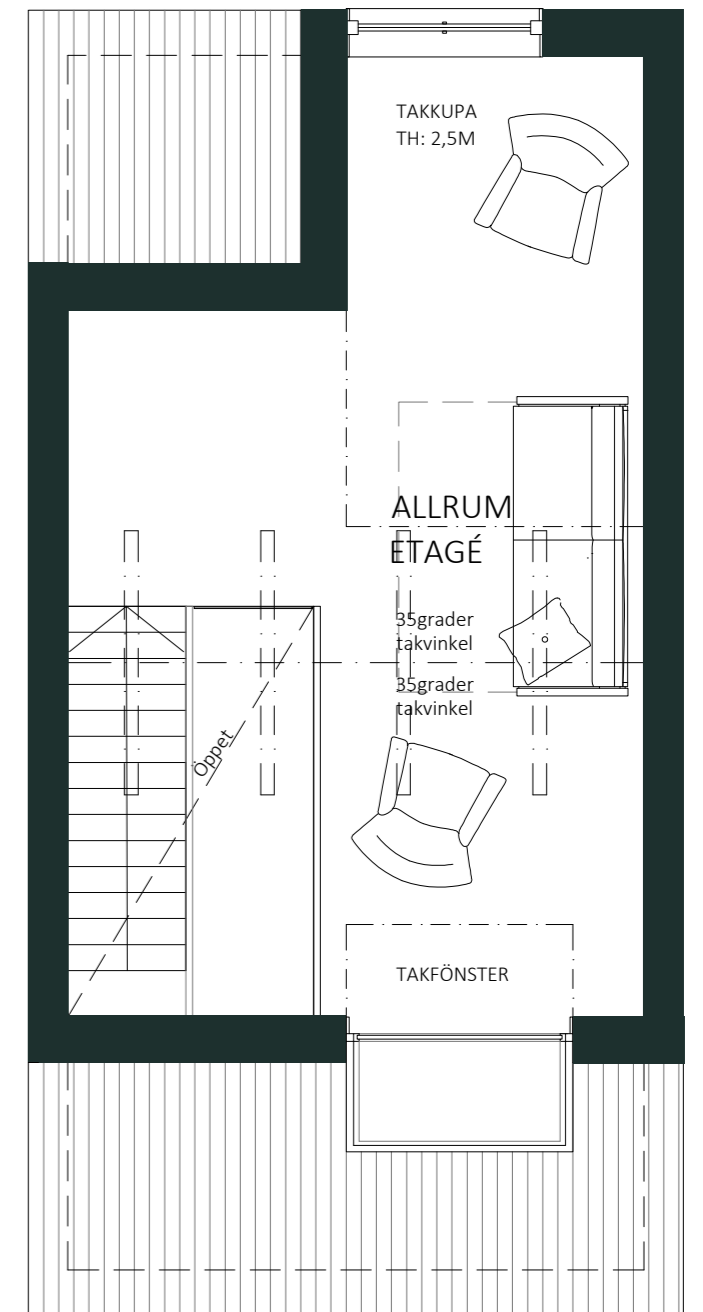 TAKKUPA
TH: 2,5M
ALLRUM
ETAGÉ
35grader
takvinkel
35grader
takvinkel
Öppet
TAKFÖNSTER